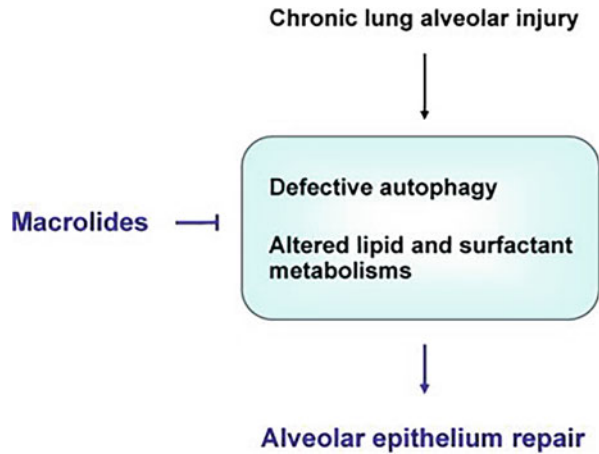 Chronic lung alveolar injury
Defective autophagy
Macrolides
Altered lipid and surfactant
metabolisms
Alveolar epithelium repair